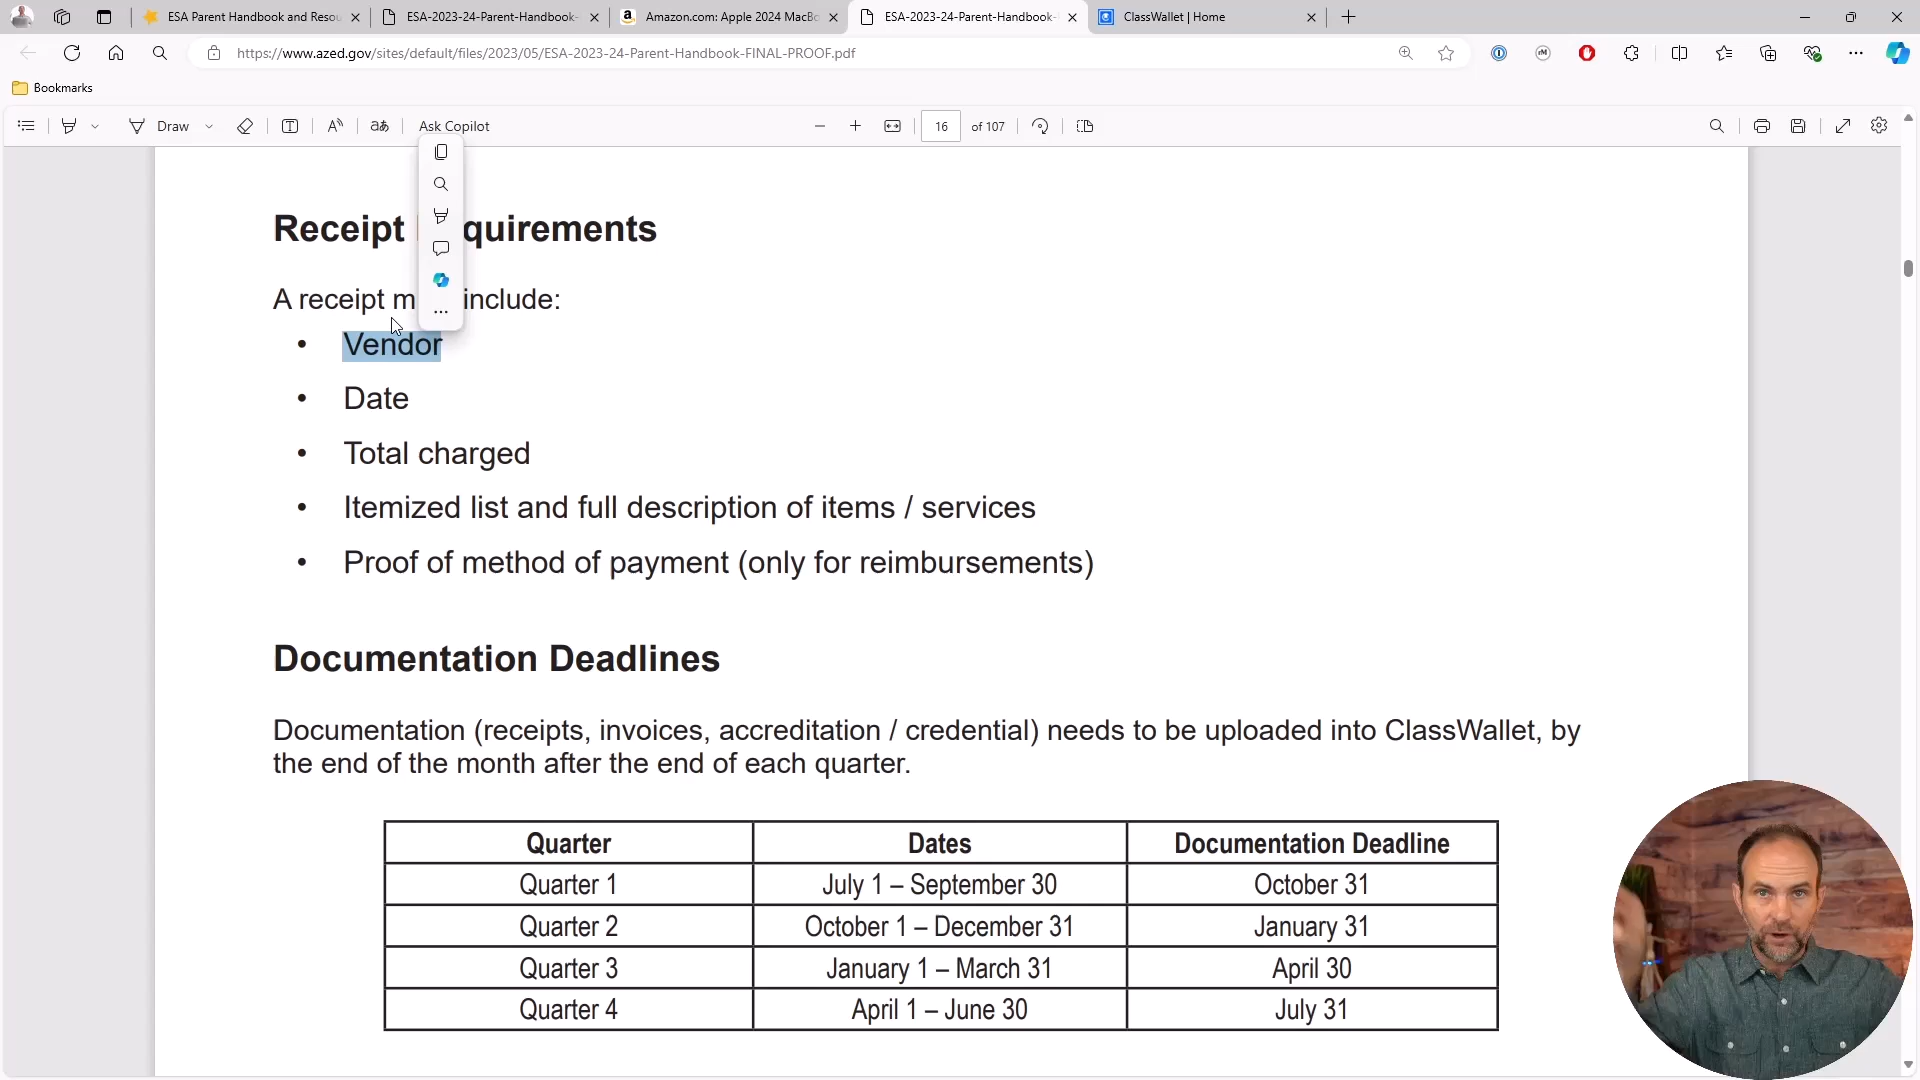 ESA Parent Handbook and Resou
ESA-2023-24-Parent-Handbook-
Amazon.com: Apple 2024 MacBo
ESA-2023-24-Parent-Handbook-
ClassWallet | Home
https://www.azed.gov/sites/default/files/2023/05/ESA-2023-24-Parent-Handbook-FINAL-PROOF.pdf
Bookmarks
Draw
Ask Copilot
16 of 107
Receipt quirements
A receipt m include:
• Vendor
• Date
• Total charged
• Itemized list and full description of items / services
• Proof of method of payment (only for reimbursements)
Documentation Deadlines
Documentation (receipts, invoices, accreditation / credential) needs to be uploaded into ClassWallet, by
the end of the month after the end of each quarter.
Quarter Dates Documentation Deadline
Quarter 1 July 1 – September 30 October 31
Quarter 2 October 1 – December 31 January 31
Quarter 3 January 1 – March 31 April 30
Quarter 4 April 1 – June 30 July 31